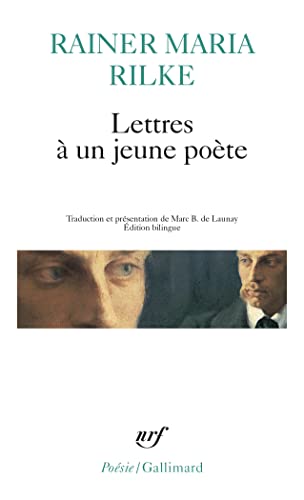 RAINER MARIA
RILKE
Lettres
à un jeune poète
Traduction et présentation de Marc B. de Launay
Édition bilingue
nrf
Poésie/Gallimard